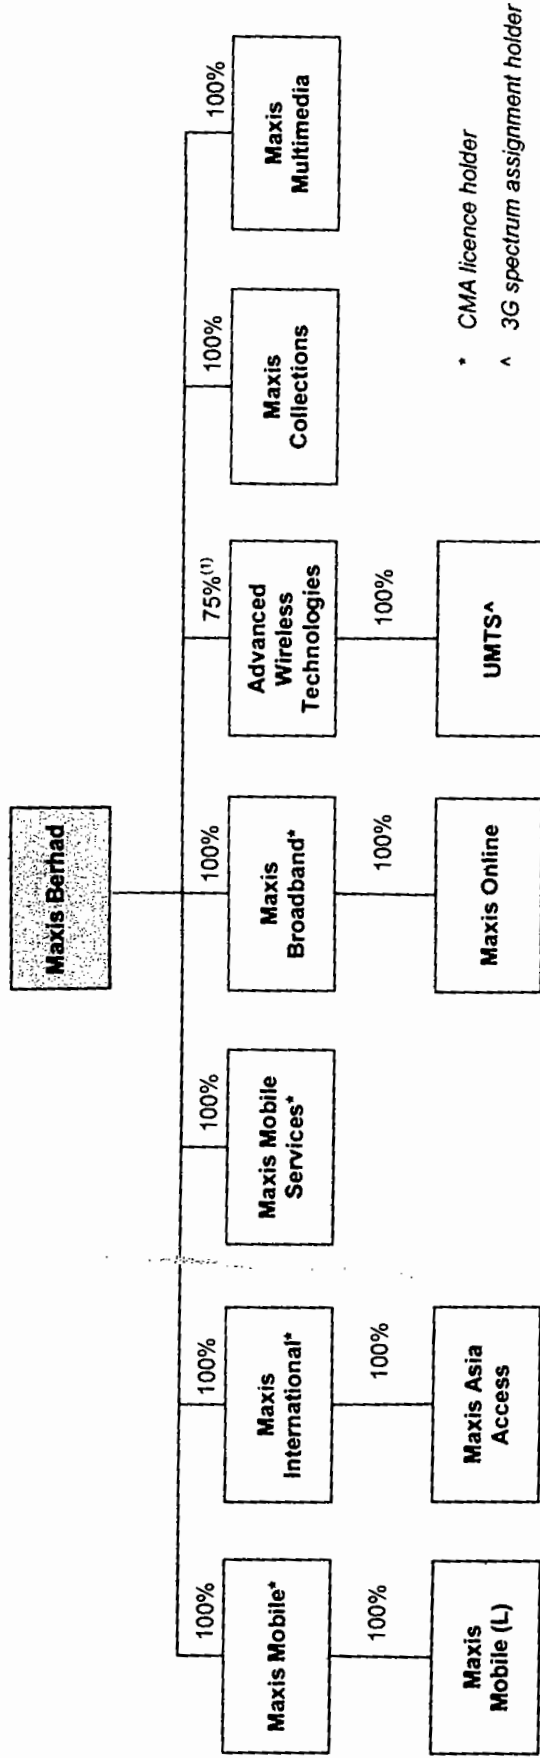 Maxis Berhad
100%
100%
100%
100%
75%(1)
100%
100%
Maxis Mobile*
Maxis
International*
Maxis Mobile
Services*
Maxis
Broadband*
Advanced
Wireless
Technologies
Maxis
Collections
Maxis
Multimedia
100%
100%
100%
100%
Maxis
Mobile (L)
Maxis Asia
Access
Maxis Online
UMTS^
* CMA licence holder
^ 3G spectrum assignment holder